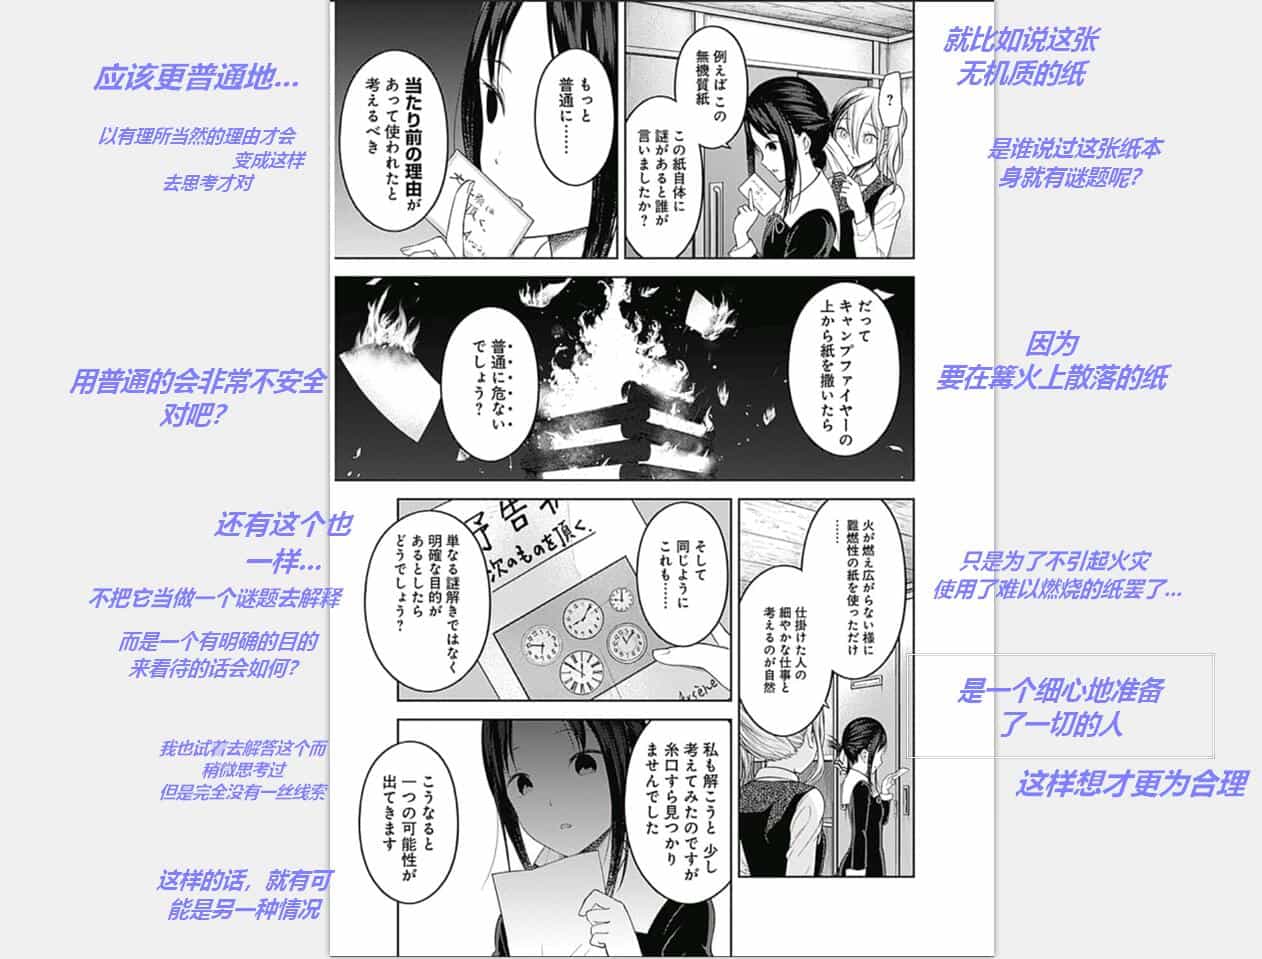 就比如说这张
无机质的纸
是谁说过这张纸本
身就有谜题呢？
应该更普通地...
以有理所当然的理由才会
变成这样
去思考才对
？
例えば この
無機質紙
この紙自体に
謎があると誰が
言いましたか？
もっと
普通に……
当たり前の理由が
あって使われたと
考えるべき
頂く
因为
要在篝火上散落的纸
用普通的会非常不安全
对吧？
だって
キャンプファイヤーの
上から紙を撒いたら
普通に危ない
でしょう？
只是为了不引起火灾
使用了难以燃烧的纸罢了...
是一个细心地准备
了一切的人
这样想才更为合理
还有这个也
一样...
不把它当做一个谜题去解释
而是一个有明确的目的
来看待的话会如何？
火が燃え広がらない様に
難燃性の紙を使っただけ
……
仕掛けた人の
細やかな仕事と
考えるのが自然
そして
同じように
これも……
予告状
次のものを頂く
Arsène
単なる謎解きではなく
明確な目的が
あるとしたら
どうでしょう？
我也试着去解答这个而
稍微思考过
但是完全没有一丝线索
这样的话，就有可
能是另一种情况
私も解こうと 少し
考えてみたのですが
糸口すら見つかり
ませんでした
こうなると
一つの可能性が
出てきます